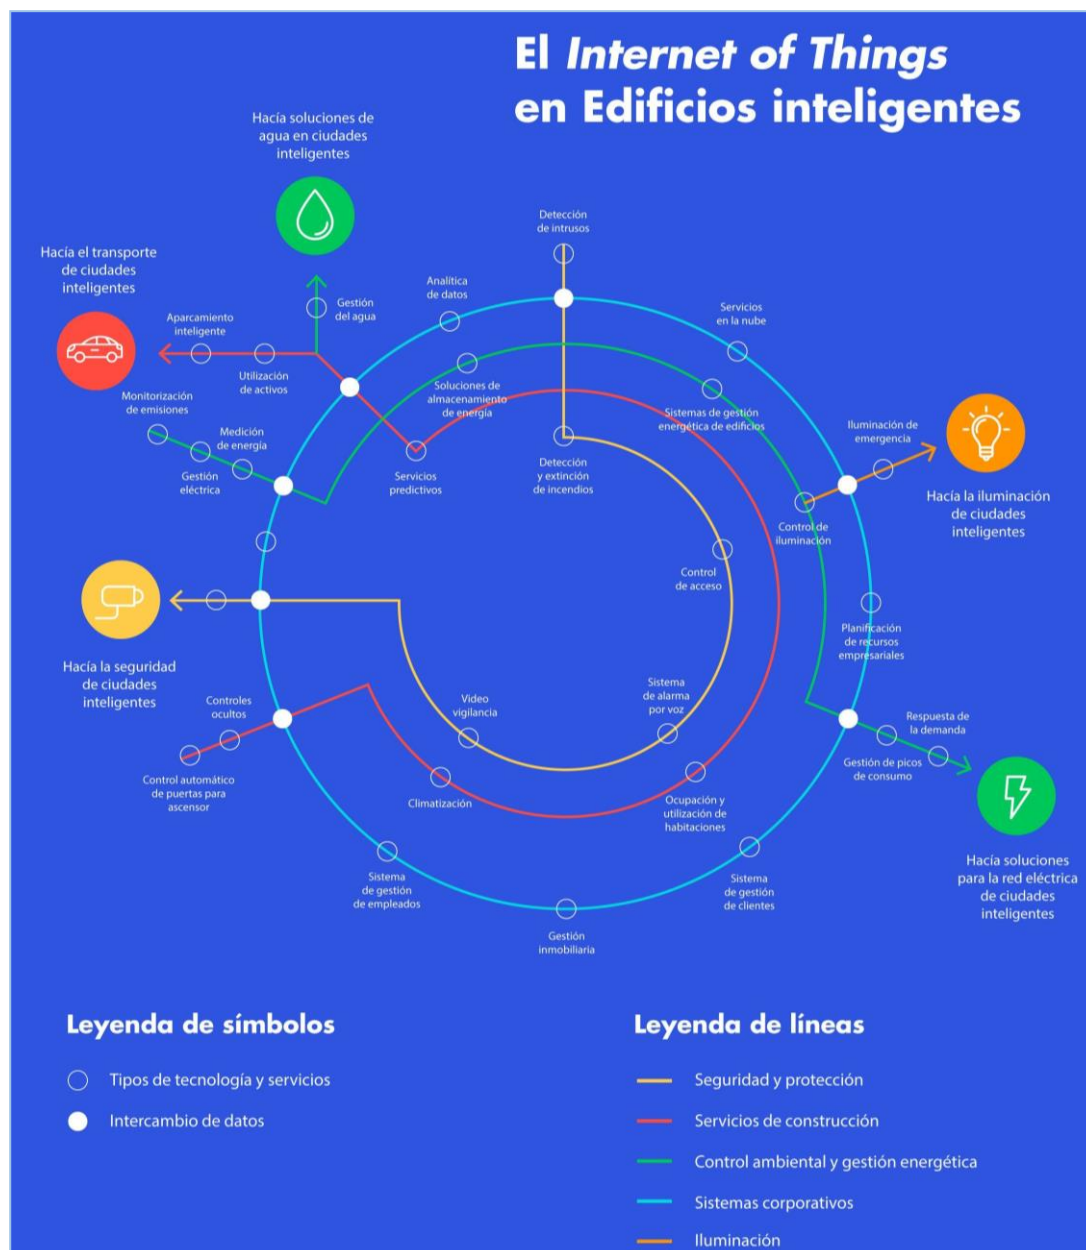 El Internet of Things
en Edificios inteligentes
Hacía soluciones de
agua en ciudades
inteligentes
Detección
de intrusos
Hacía el transporte
de ciudades
inteligentes
Analítica
de datos
Gestión
del agua
Servicios
en la nube
Aparcamiento
inteligente
Utilización
de activos
Soluciones de
almacenamiento
de energía
Sistemas de gestión
energética de edificios
Monitorización
de emisiones
Medición
de energía
Gestión
eléctrica
Servicios
predictivos
Detección
y extinción
de incendios
Iluminación de
emergencia
Hacía la iluminación
de ciudades
inteligentes
Control de
iluminación
Control
de acceso
Planificación
de recursos
empresariales
Hacía la seguridad
de ciudades
inteligentes
Controles
ocultos
Video
vigilancia
Sistema
de alarma
por voz
Respuesta de
la demanda
Gestión de picos
de consumo
Control automático
de puertas para
ascensor
Climatización
Ocupación y
utilización de
habitaciones
Hacía soluciones
para la red eléctrica
de ciudades
inteligentes
Sistema
de gestión
de empleados
Sistema
de gestión
de clientes
Gestión
inmobiliaria
Leyenda de símbolos
Tipos de tecnología y servicios
Intercambio de datos
Leyenda de líneas
Seguridad y protección
Servicios de construcción
Control ambiental y gestión energética
Sistemas corporativos
Iluminación